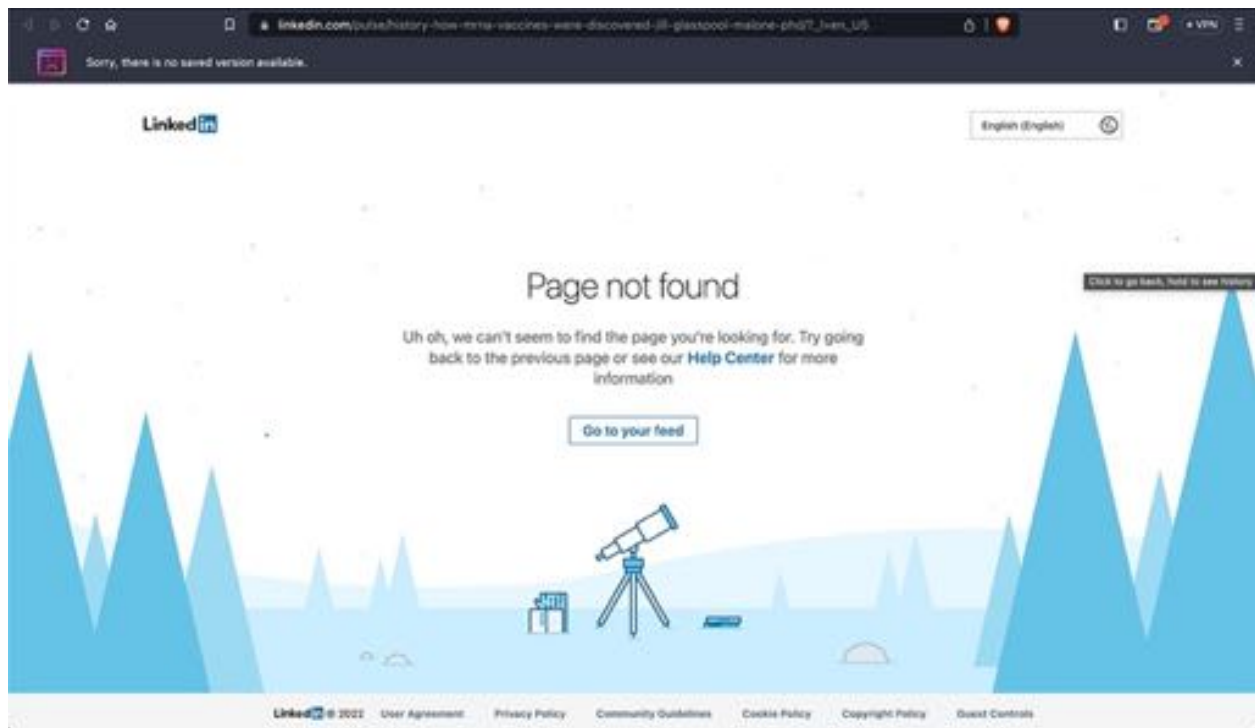 linkedin.com/pulse/history-how-mrna-vaccines-were-discovered-jill-glasspool-malone-phd/?_l=en_US
VPN
Sorry, there is no saved version available.
Linked in
English (English)
Page not found
Click to go back, hold to see history
Uh oh, we can't seem to find the page you're looking for. Try going
back to the previous page or see our Help Center for more
information
Go to your feed
Linked in © 2022 User Agreement Privacy Policy Community Guidelines Cookie Policy Copyright Policy Guest Controls